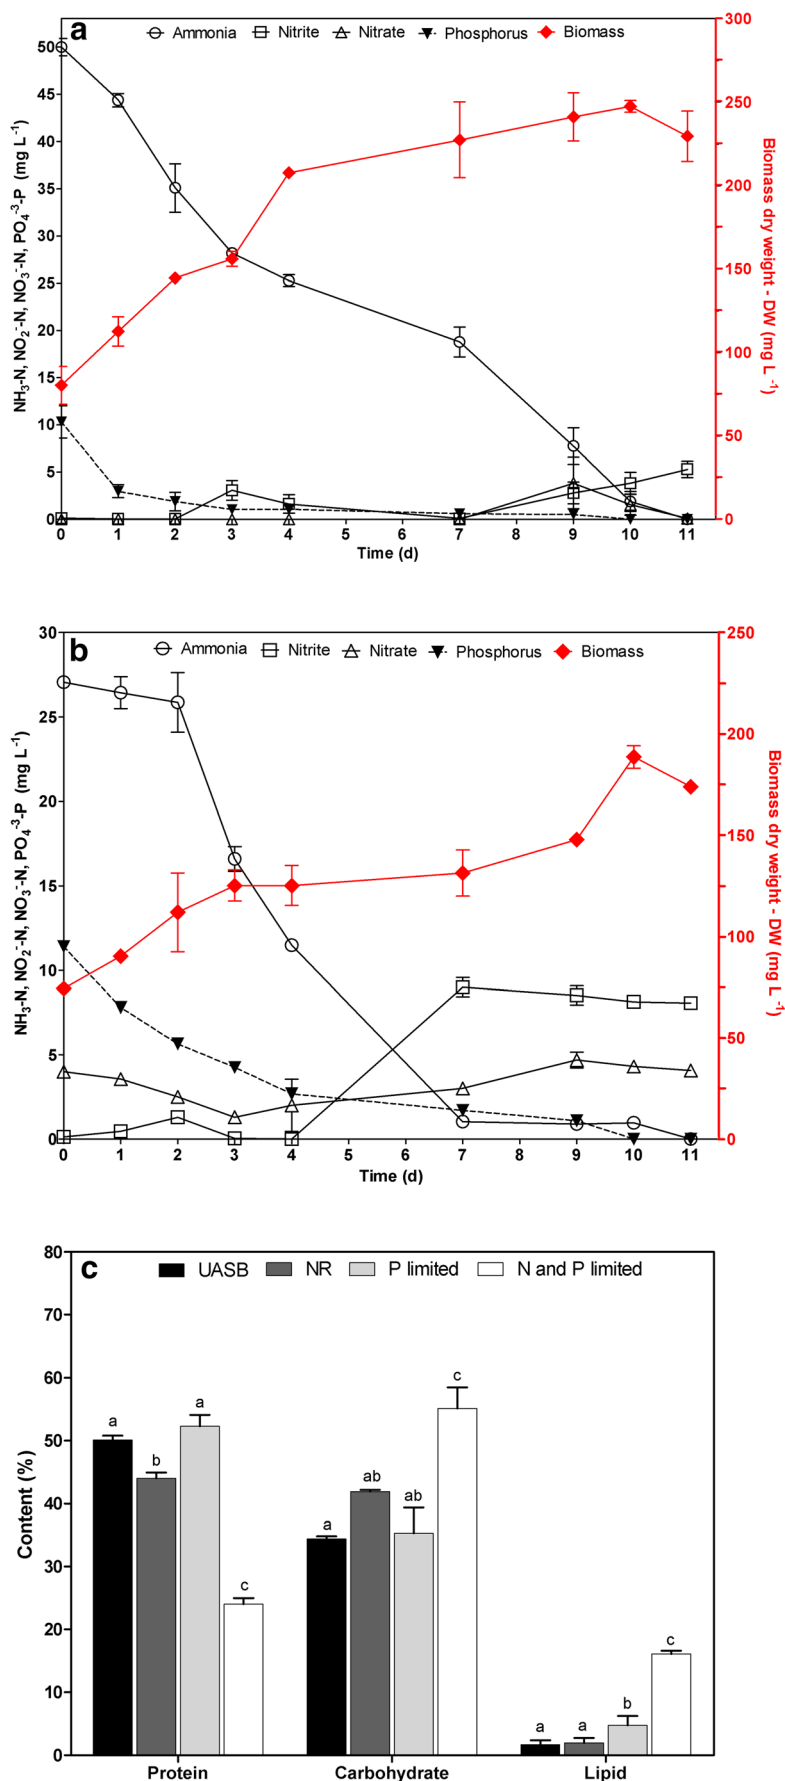 a
Ammonia Nitrite Nitrate Phosphorus Biomass
NH3-N, NO2⁻-N, NO3⁻-N, PO4⁻³-P (mg L⁻¹)
50
45
40
35
30
25
20
15
10
5
0
300
250
200
150
100
50
0
Biomass dry weight - DW (mg L⁻¹)
0 1 2 3 4 5 6 7 8 9 10 11
Time (d)
b
Ammonia Nitrite Nitrate Phosphorus Biomass
NH3-N, NO2⁻-N, NO3⁻-N, PO4⁻³-P (mg L⁻¹)
30
25
20
15
10
5
0
250
200
150
100
50
0
Biomass dry weight - DW (mg L⁻¹)
0 1 2 3 4 5 6 7 8 9 10 11
Time (d)
c
UASB NR P limited N and P limited
Content (%)
80
70
60
50
40
30
20
10
0
a b a c
a ab ab c
a a b c
Protein Carbohydrate Lipid